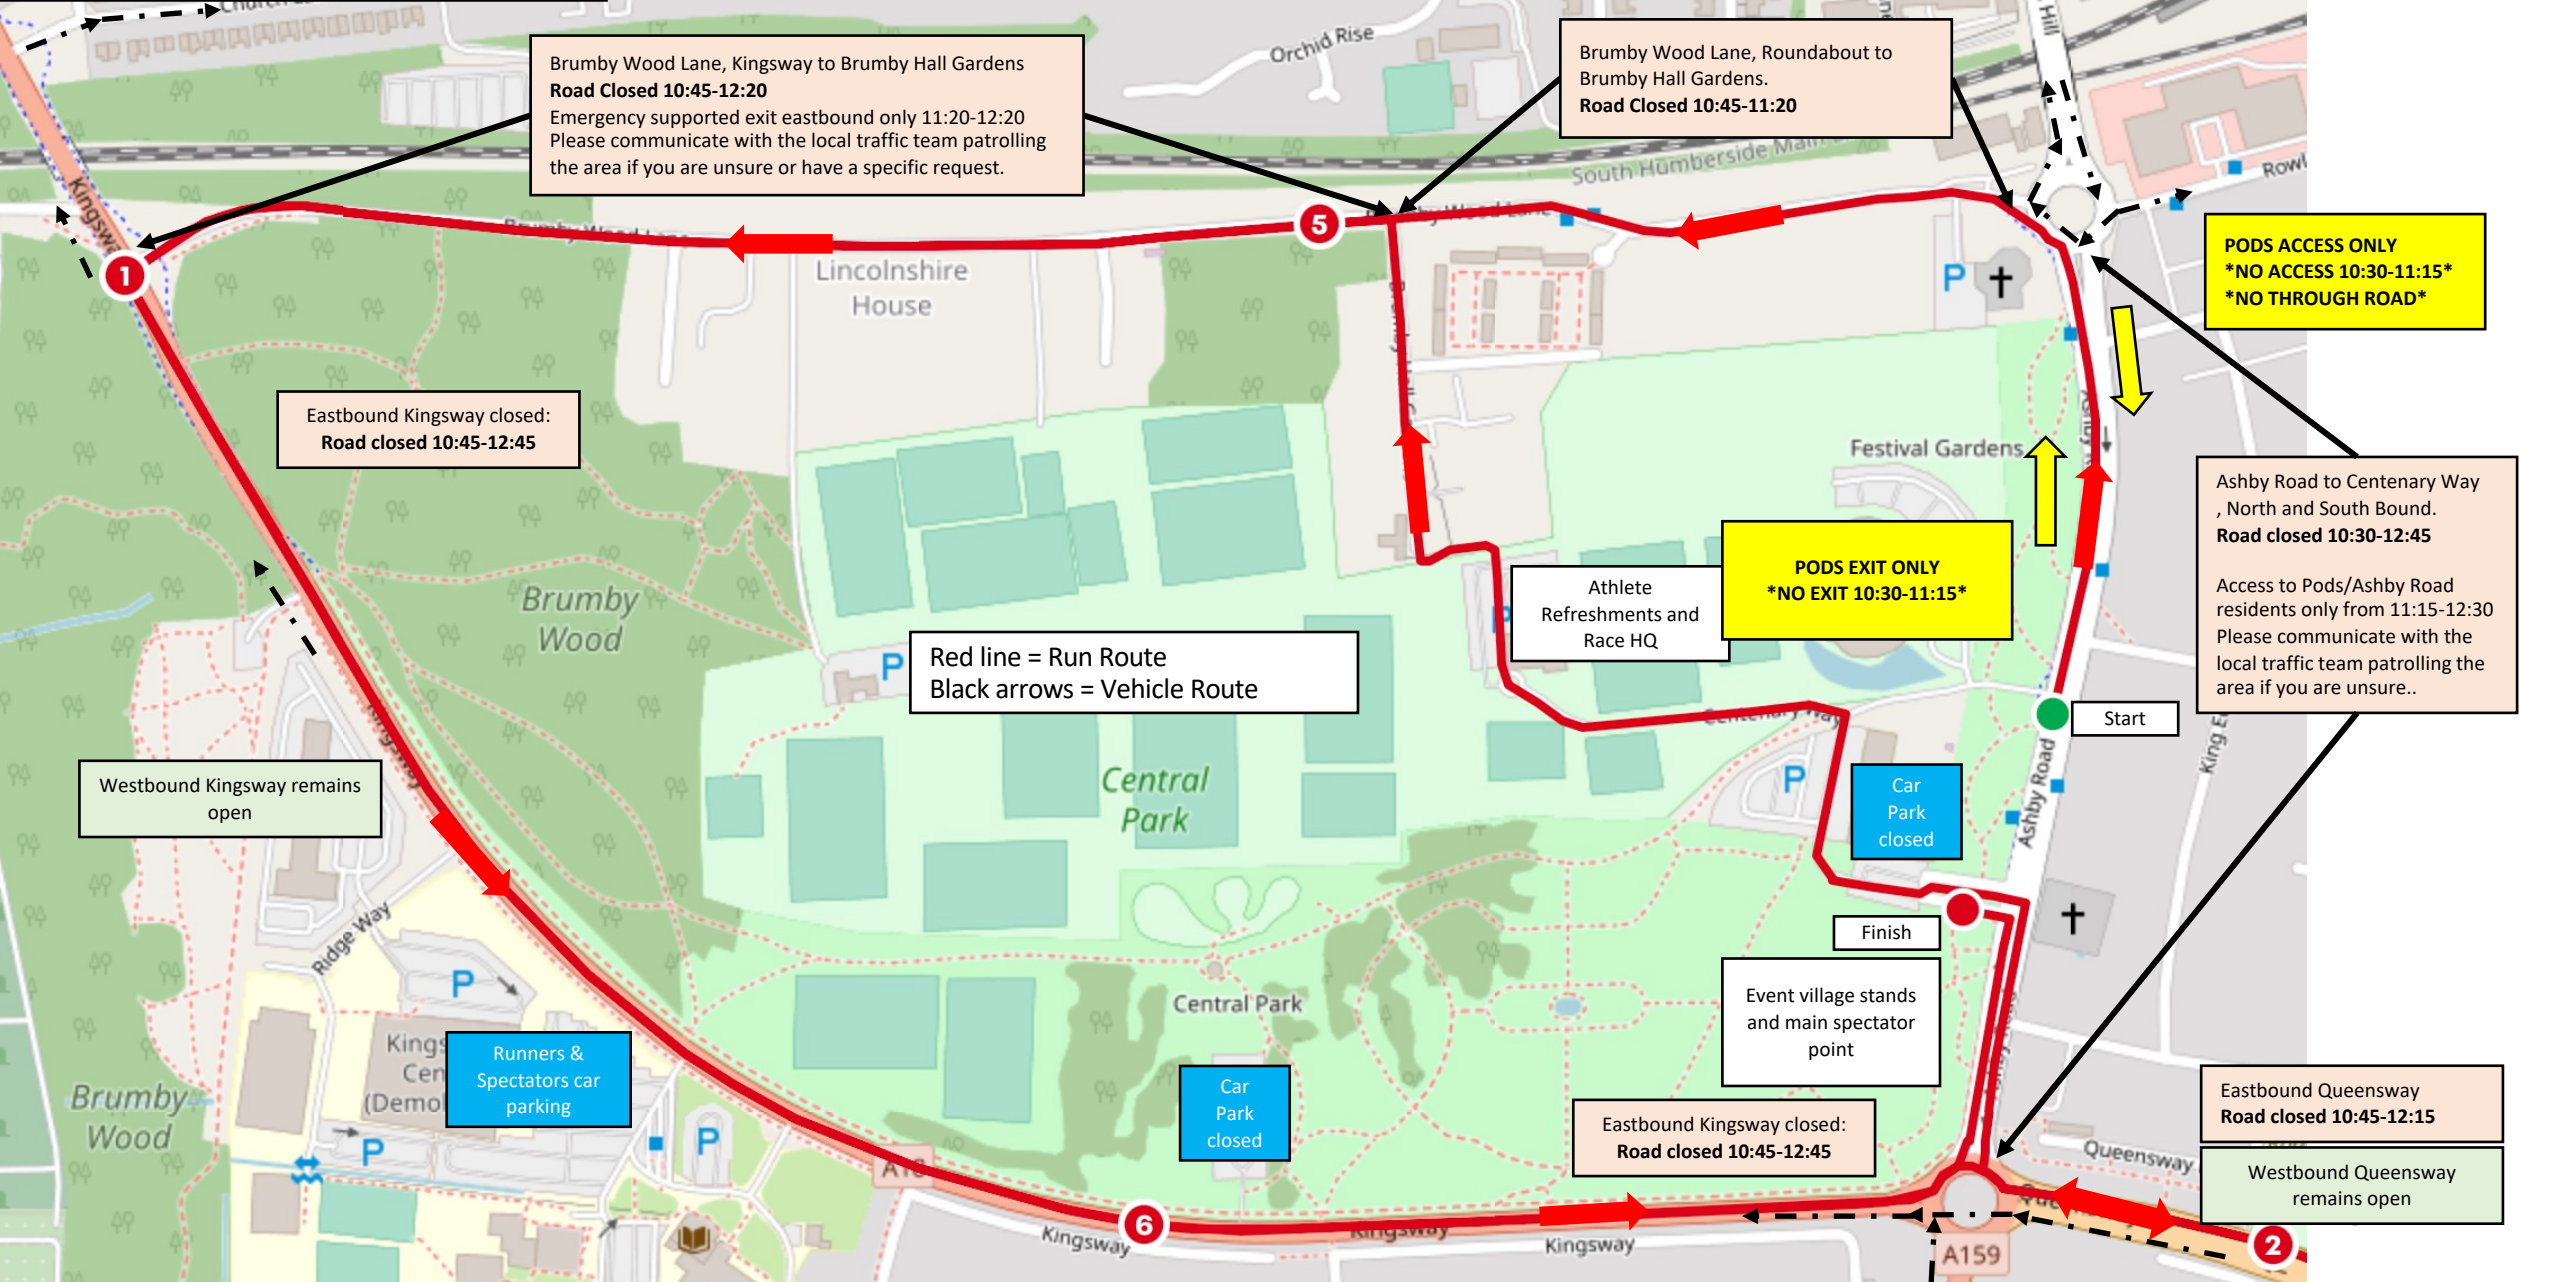 Orchid Rise
Hill
Brumby Wood Lane, Kingsway to Brumby Hall Gardens
Road Closed 10:45-12:20
Emergency supported exit eastbound only 11:20-12:20
Please communicate with the local traffic team patrolling
the area if you are unsure or have a specific request.
Brumby Wood Lane, Roundabout to
Brumby Hall Gardens.
Road Closed 10:45-11:20
South Humberside Main
Kingsway
5
1
P
PODS ACCESS ONLY
*NO ACCESS 10:30-11:15*
*NO THROUGH ROAD*
Lincolnshire
House
Eastbound Kingsway closed:
Road closed 10:45-12:45
Festival Gardens
Ashby Road to Centenary Way
, North and South Bound.
Road closed 10:30-12:45
Access to Pods/Ashby Road
residents only from 11:15-12:30
Please communicate with the
local traffic team patrolling the
area if you are unsure..
PODS EXIT ONLY
*NO EXIT 10:30-11:15*
Athlete
Refreshments and
Race HQ
P
Brumby
Wood
Red line = Run Route
Black arrows = Vehicle Route
P
Centenary Way
Start
Kingsway
Westbound Kingsway remains
open
Central
Park
P
Car
Park
closed
Ashby Road
Finish
Ridge Way
P
Central Park
Event village stands
and main spectator
point
Runners &
Spectators car
parking
Car
Park
closed
Brumby
Wood
P
P
Eastbound Kingsway closed:
Road closed 10:45-12:45
Eastbound Queensway
Road closed 10:45-12:15
Queensway
Westbound Queensway
remains open
6
Kingsway
Kingsway
Kingsway
A159
2